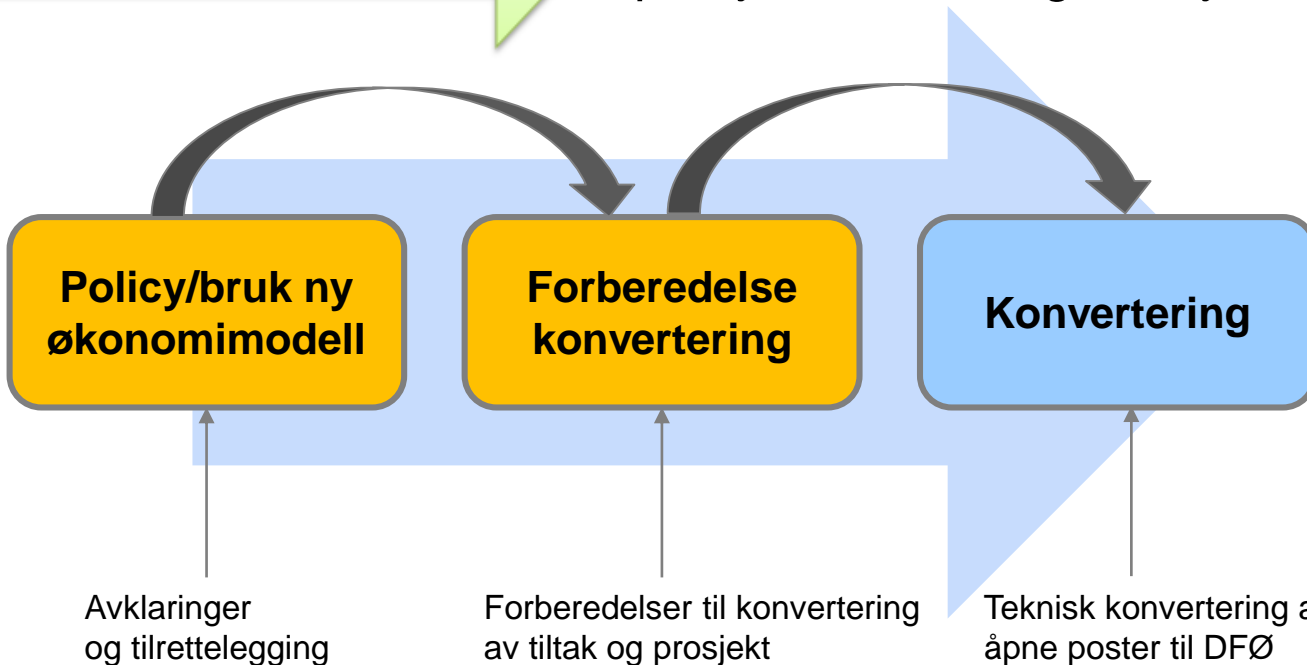 Policy/bruk ny
økonomimodell
Forberedelse
konvertering
Konvertering
Avklaringer
og tilrettelegging
Forberedelser til konvertering
av tiltak og prosjekt
Teknisk konvertering a
åpne poster til DFØ